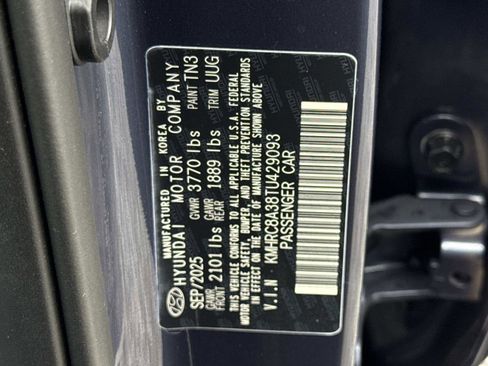 MANUFACTURED IN KOREA BY
HYUNDAI MOTOR COMPANY
SEP/2025 GVWR 3770 lbs PAINT TN3
GAWR FRONT 2101lbs GAWR REAR 1889 lbs TRIM UUG
THIS VEHICLE CONFORMS TO ALL APPLICABLE U.S.A. FEDERAL
MOTOR VEHICLE SAFETY, BUMPER, AND THEFT PREVENTION STANDARDS
IN EFFECT ON THE DATE OF MANUFACTURE SHOWN ABOVE
V.I.N : KMHRC8A38TU429093
PASSENGER CAR